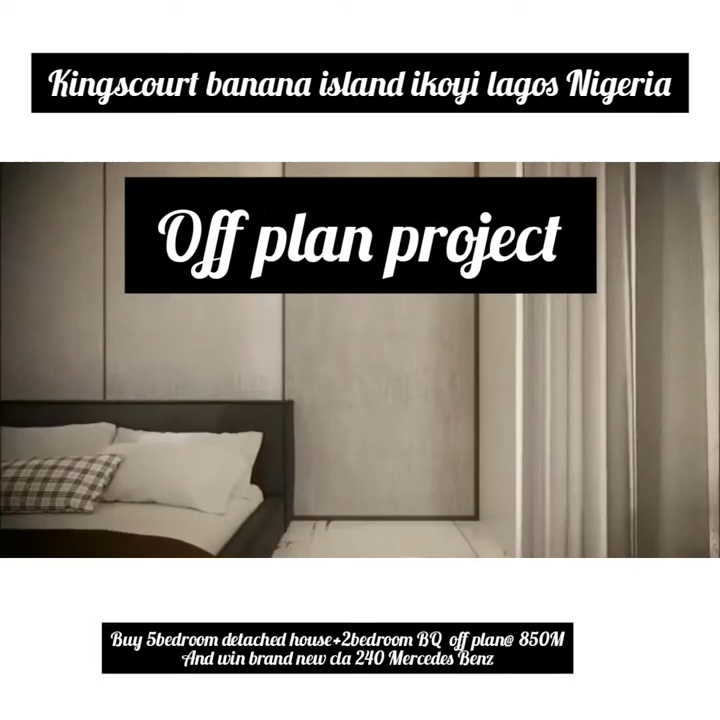 Kingscourt banana island ikoyi lagos Nigeria
Off plan project
Buy 5bedroom detached house+2bedroom BQ off plan@ 850M
And win brand new cla 240 Mercedes Benz